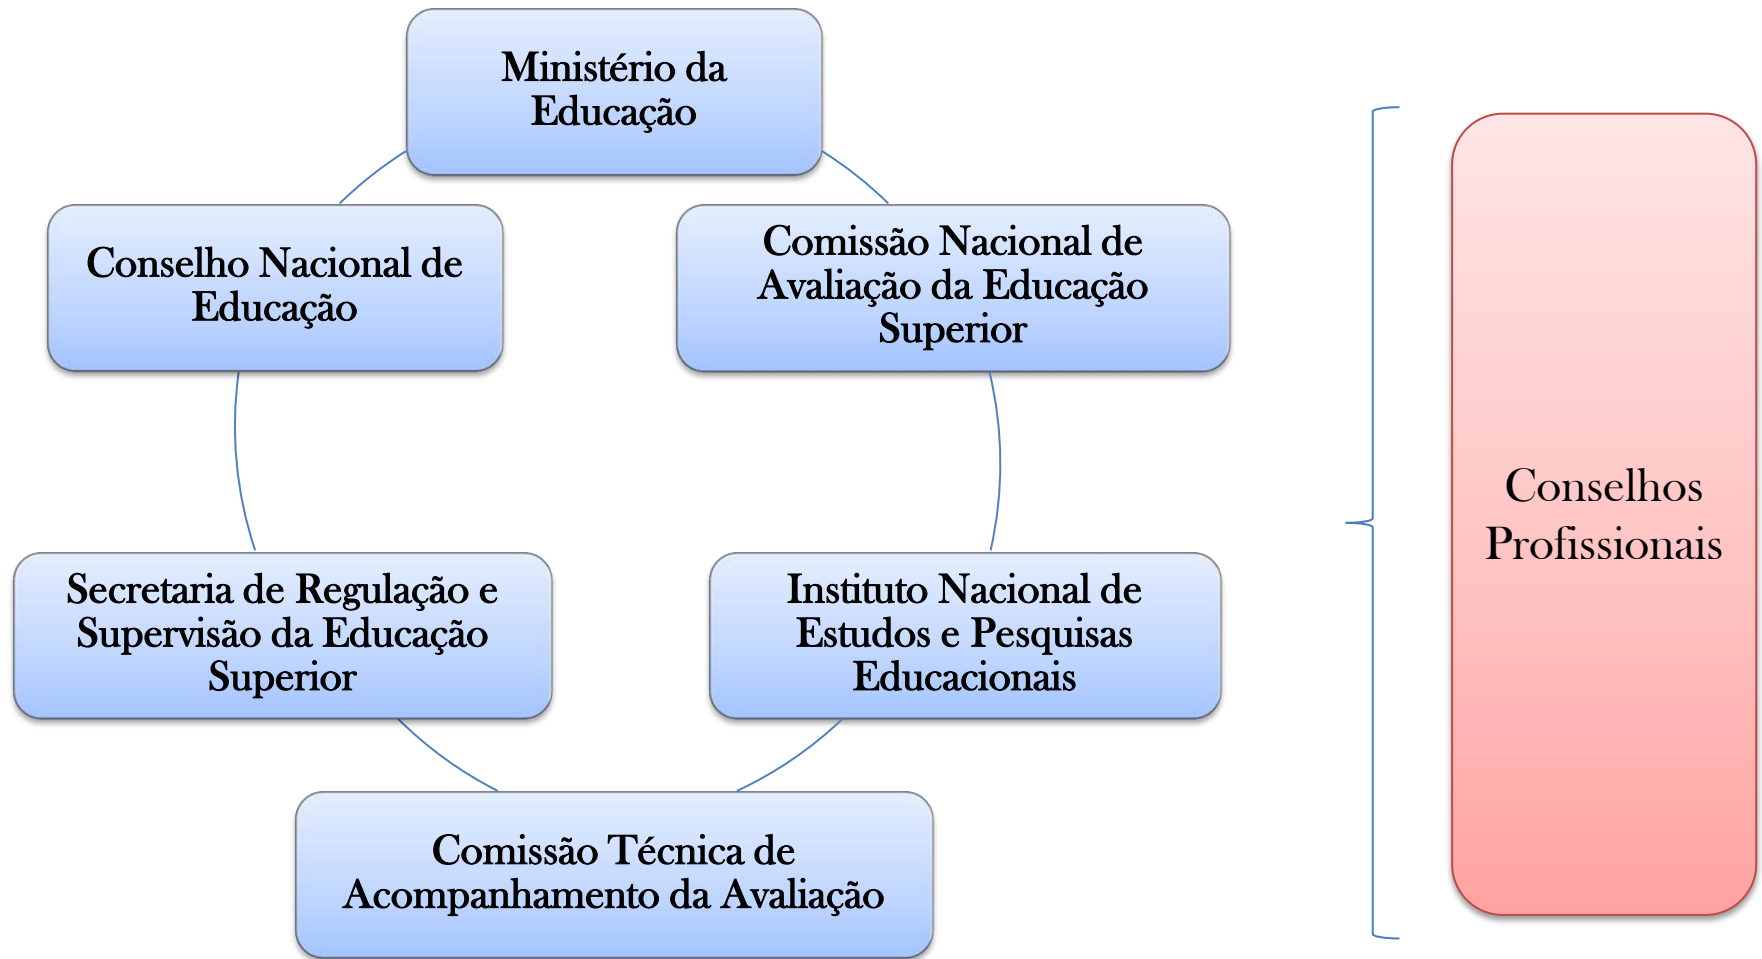 Ministério da
Educação
Conselho Nacional de
Educação
Comissão Nacional de
Avaliação da Educação
Superior
Secretaria de Regulação e
Supervisão da Educação
Superior
Instituto Nacional de
Estudos e Pesquisas
Educacionais
Comissão Técnica de
Acompanhamento da Avaliação
Conselhos
Profissionais